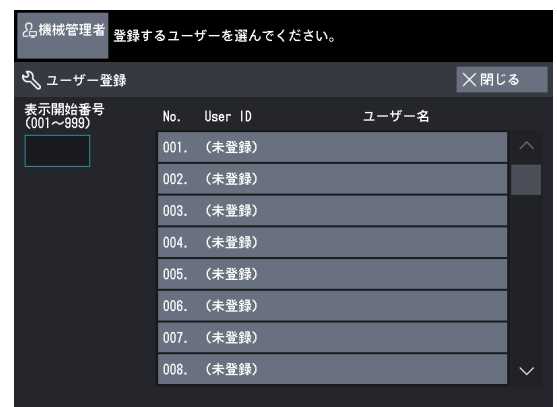 機械管理者 登録するユーザーを選んでください。
ユーザー登録 ×閉じる
表示開始番号
(001〜999)
No. User ID ユーザー名
001. (未登録)
002. (未登録)
003. (未登録)
004. (未登録)
005. (未登録)
006. (未登録)
007. (未登録)
008. (未登録)